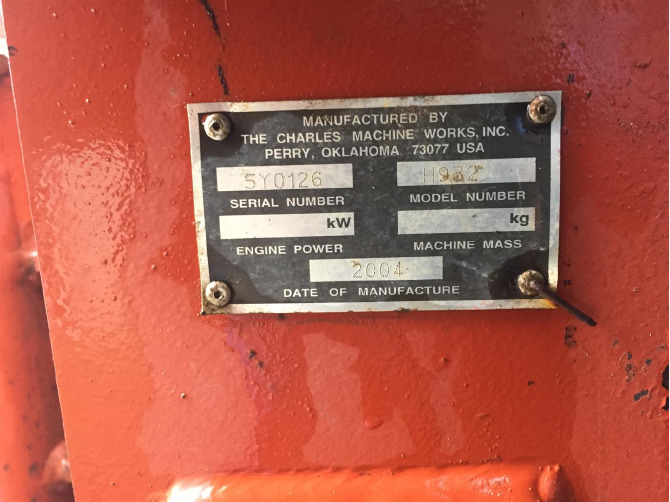 MANUFACTURED BY
THE CHARLES MACHINE WORKS, INC.
PERRY, OKLAHOMA 73077 USA
5Y0126 H932
SERIAL NUMBER MODEL NUMBER
kW kg
ENGINE POWER MACHINE MASS
2004
DATE OF MANUFACTURE